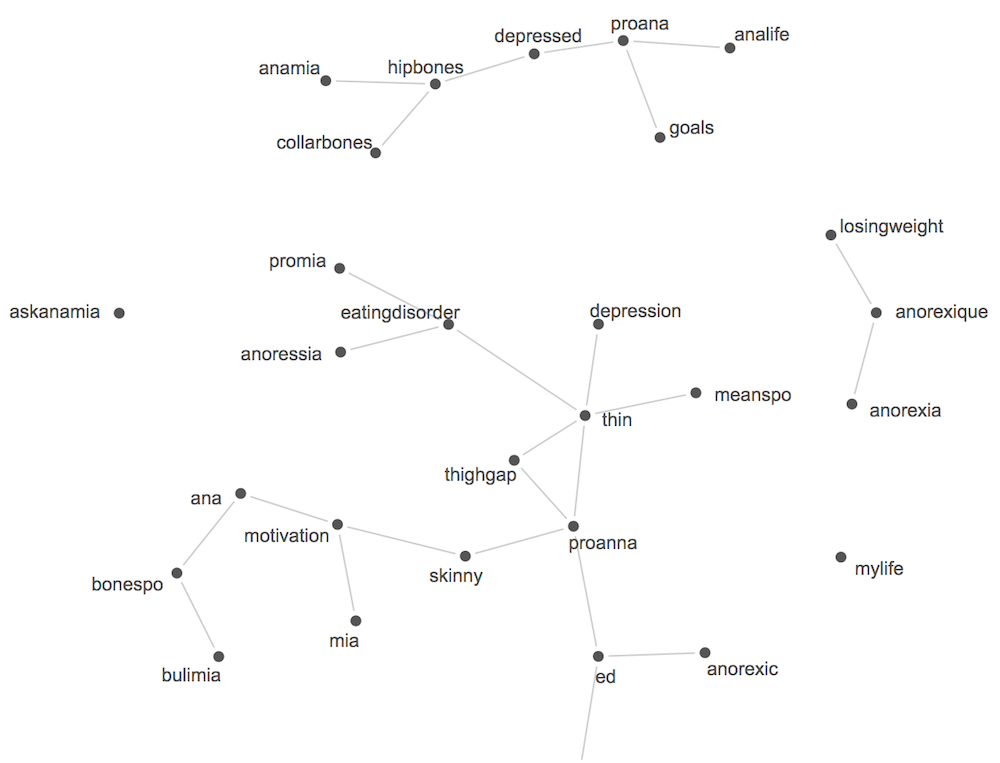 proana
analife
depressed
hipbones
anamia
goals
collarbones
losingweight
promia
askanamia
eatingdisorder
depression
anorexique
anoressia
meanspo
anorexia
thin
thighgap
ana
motivation
proanna
mylife
skinny
bonespo
mia
anorexic
bulimia
ed